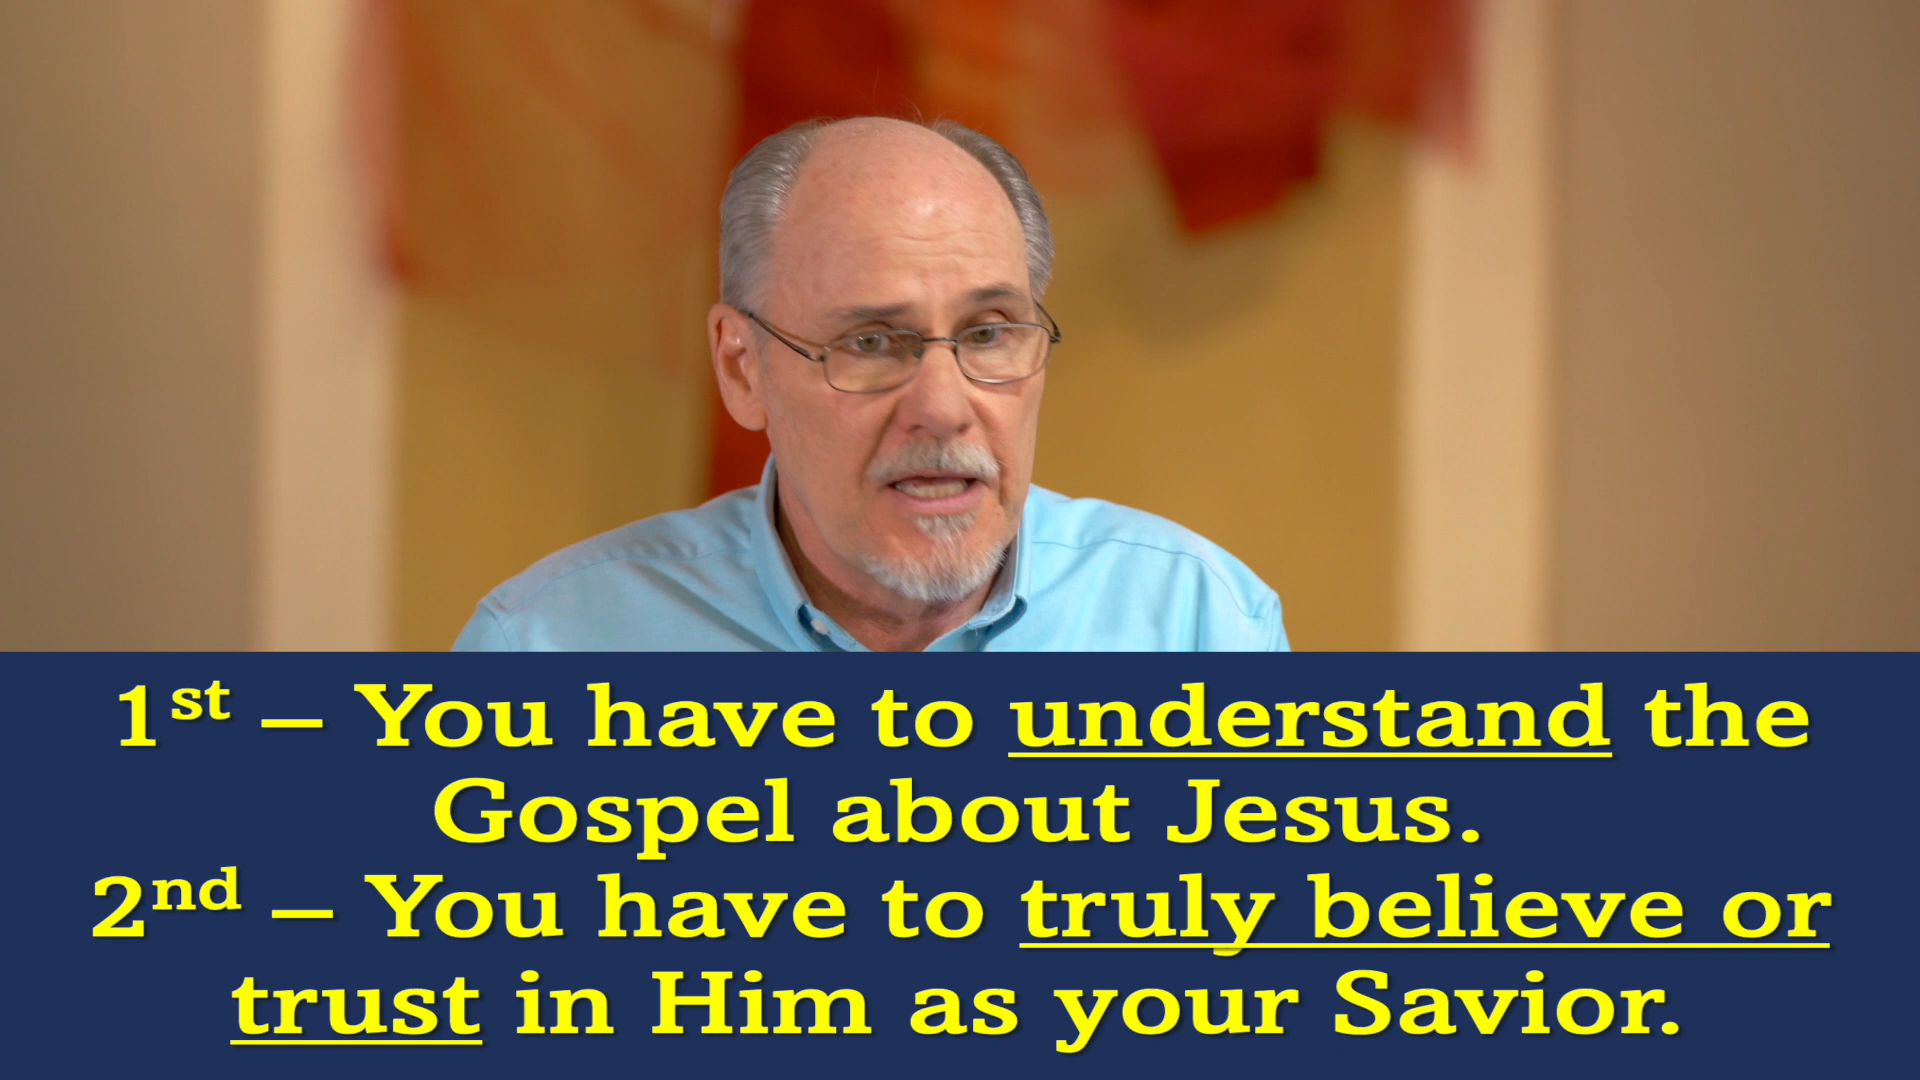 1st – You have to understand the
Gospel about Jesus.
2nd – You have to truly believe or
trust in Him as your Savior.